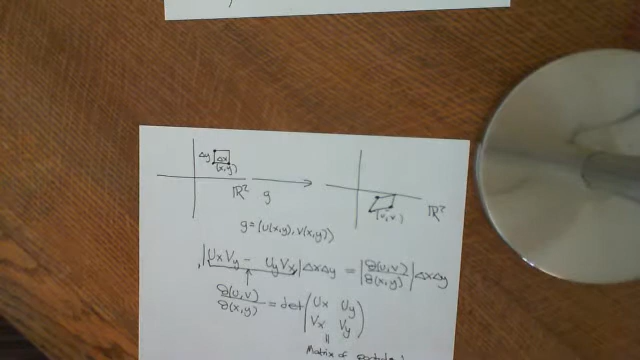 Δy Δx
(x,y)
ℝ² g
(u,v) ℝ²
g=(U(x,y), V(x,y))
|UxVy − UyVx|ΔxΔy = |∂(U,V)/∂(x,y)|ΔxΔy
∂(U,V)/∂(x,y) = det(Ux Uy
Vx Vy)
Matrix of